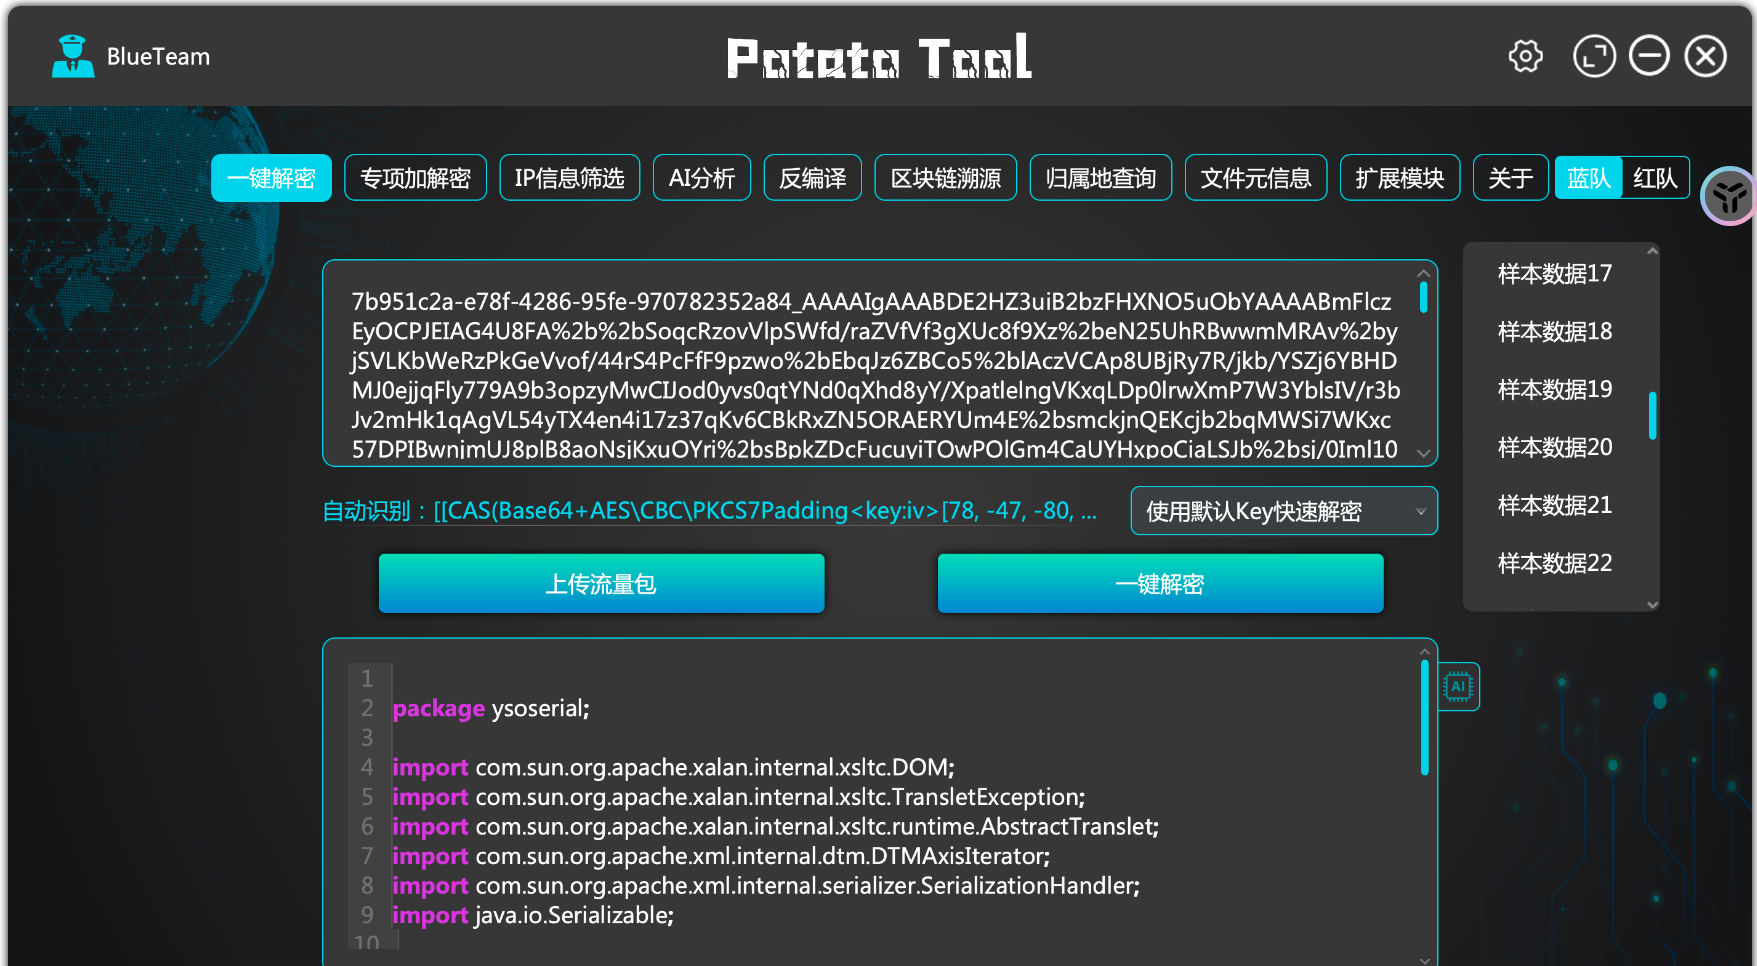 BlueTeam
Potato Tool
一键解密
专项加解密
IP信息筛选
AI分析
反编译
区块链溯源
归属地查询
文件元信息
扩展模块
关于
蓝队
红队
7b951c2a-e78f-4286-95fe-970782352a84_AAAAIgAAABDE2HZ3uiB2bzFHXNO5uObYAAAABmFlcz
EyOCPJEIAG4U8FA%2b%2bSoqcRzovVlpSWfd/raZVfVf3gXUc8f9Xz%2beN25UhRBwwmMRAv%2by
jSVLKbWeRzPkGeVvof/44rS4PcFfF9pzwo%2bEbqJz6ZBCo5%2blAczVCAp8UBjRy7R/jkb/YSZj6YBHD
MJ0ejjqFly779A9b3opzyMwCIJod0yvs0qtYNd0qXhd8yY/XpatlelngVKxqLDp0lrwXmP7W3YblsIV/r3b
Jv2mHk1qAgVL54yTX4en4i17z37qKv6CBkRxZN5ORAERYUm4E%2bsmckjnQEKcjb2bqMWSi7WKxc
57DPIBwnjmUJ8plB8aoNsjKxuOYri%2bsBpkZDcFucuyiTOwPOlGm4CaUYHxpoCiaLSJb%2bsj/0Iml10
样本数据17
样本数据18
样本数据19
样本数据20
样本数据21
样本数据22
自动识别：[[CAS(Base64+AES\CBC\PKCS7Padding<key:iv>[78, -47, -80, ...
使用默认Key快速解密
上传流量包
一键解密
1
2 package ysoserial;
3
4 import com.sun.org.apache.xalan.internal.xsltc.DOM;
5 import com.sun.org.apache.xalan.internal.xsltc.TransletException;
6 import com.sun.org.apache.xalan.internal.xsltc.runtime.AbstractTranslet;
7 import com.sun.org.apache.xml.internal.dtm.DTMAxisIterator;
8 import com.sun.org.apache.xml.internal.serializer.SerializationHandler;
9 import java.io.Serializable;
10
AI